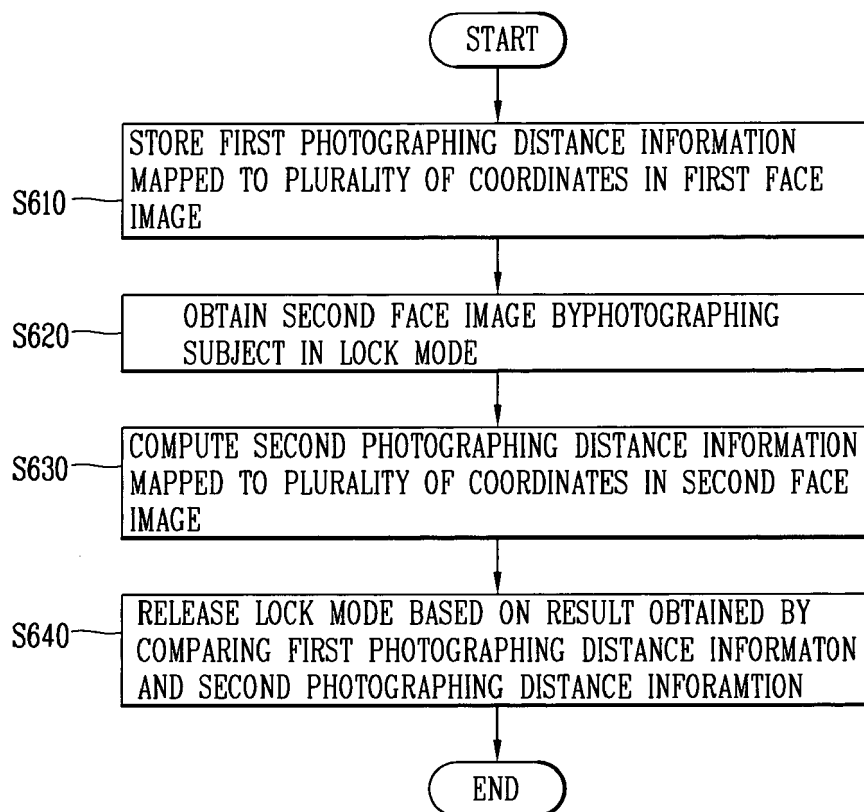 START
STORE FIRST PHOTOGRAPHING DISTANCE INFORMATION
MAPPED TO PLURALITY OF COORDINATES IN FIRST FACE
IMAGE
S610
OBTAIN SECOND FACE IMAGE BYPHOTOGRAPHING
SUBJECT IN LOCK MODE
S620
COMPUTE SECOND PHOTOGRAPHING DISTANCE INFORMATION
MAPPED TO PLURALITY OF COORDINATES IN SECOND FACE
IMAGE
S630
RELEASE LOCK MODE BASED ON RESULT OBTAINED BY
COMPARING FIRST PHOTOGRAPHING DISTANCE INFORMATON
AND SECOND PHOTOGRAPHING DISTANCE INFORAMTION
S640
END